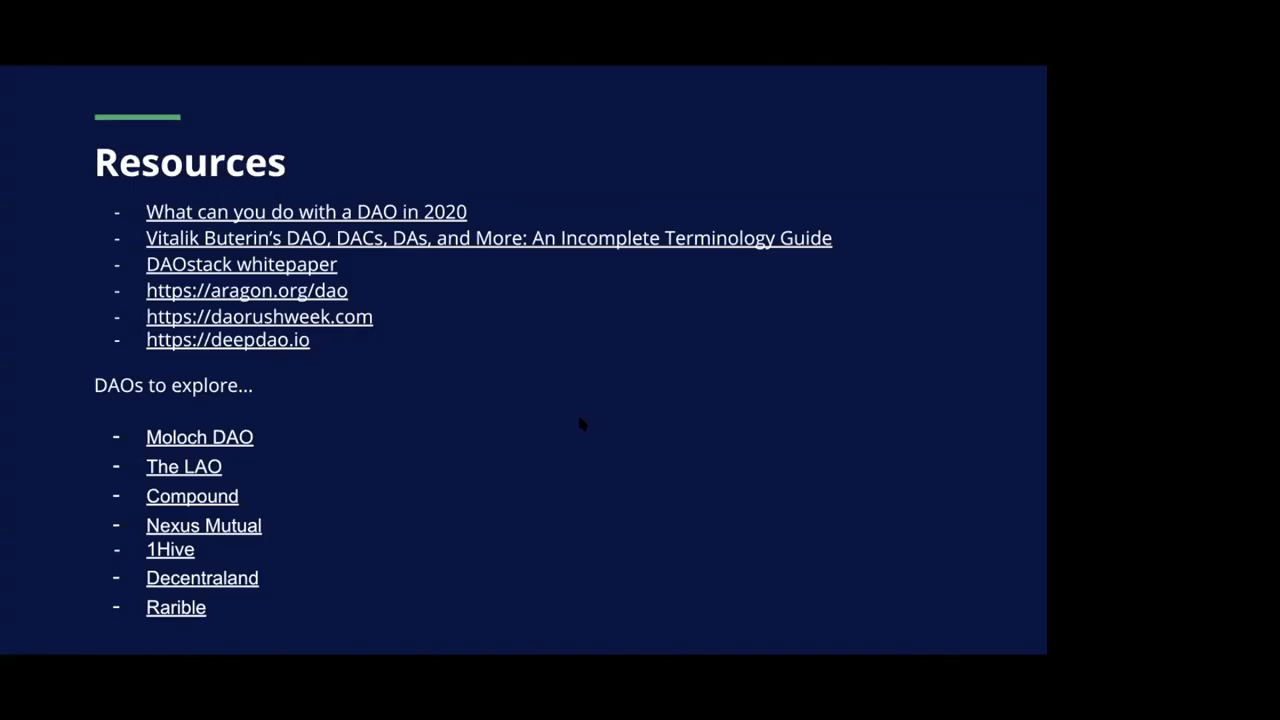 Resources
- What can you do with a DAO in 2020
- Vitalik Buterin’s DAO, DACs, DAs, and More: An Incomplete Terminology Guide
- DAOstack whitepaper
- https://aragon.org/dao
- https://daorushweek.com
- https://deepdao.io
DAOs to explore...
- Moloch DAO
- The LAO
- Compound
- Nexus Mutual
- 1Hive
- Decentraland
- Rarible